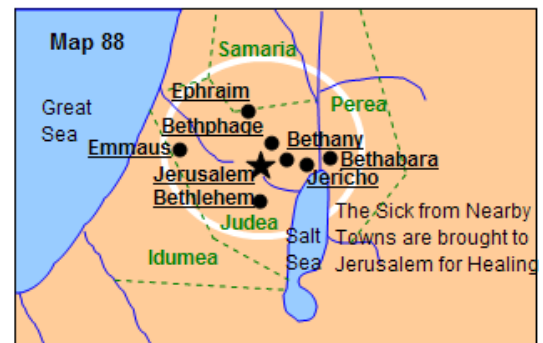 Map 88
Samaria
Great
Sea
Ephraim
Perea
Bethphage
Emmaus
Bethany
Bethabara
Jerusalem
Jericho
Bethlehem
Judea
The Sick from Nearby
Salt
Towns are brought to
Idumea
Sea
Jerusalem for Healing